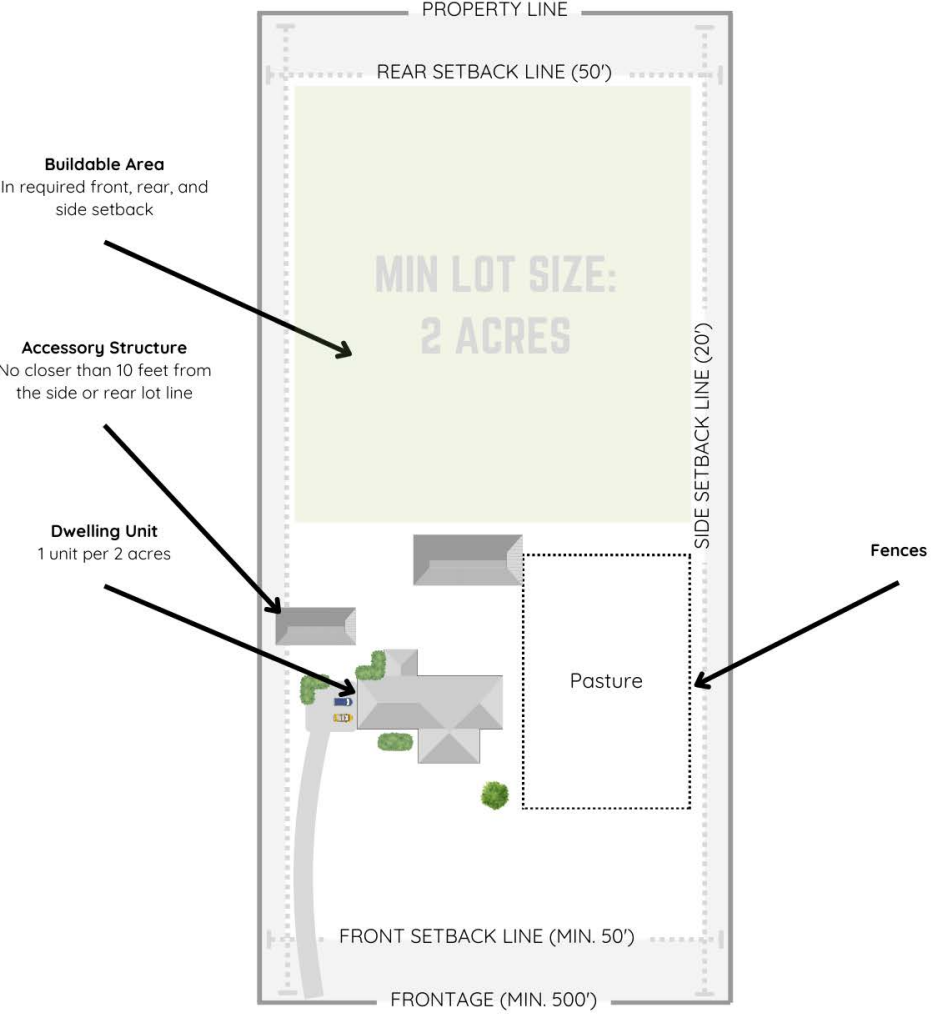 PROPERTY LINE
REAR SETBACK LINE (50')
Buildable Area
In required front, rear, and
side setback
MIN LOT SIZE:
2 ACRES
Accessory Structure
No closer than 10 feet from
the side or rear lot line
SIDE SETBACK LINE (20')
Dwelling Unit
1 unit per 2 acres
Fences
Pasture
FRONT SETBACK LINE (MIN. 50')
FRONTAGE (MIN. 500')